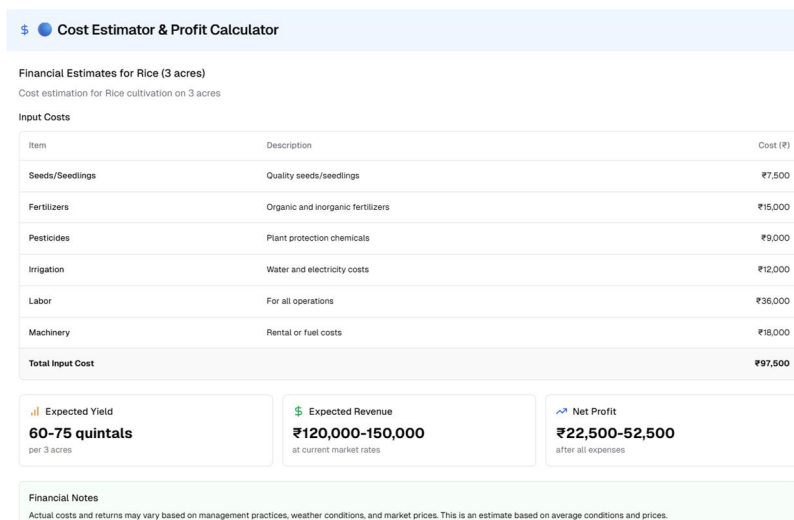 $ Cost Estimator & Profit Calculator
Financial Estimates for Rice (3 acres)
Cost estimation for Rice cultivation on 3 acres
Input Costs
Item Description Cost (₹)
Seeds/Seedlings Quality seeds/seedlings ₹7,500
Fertilizers Organic and inorganic fertilizers ₹15,000
Pesticides Plant protection chemicals ₹9,000
Irrigation Water and electricity costs ₹12,000
Labor For all operations ₹36,000
Machinery Rental or fuel costs ₹18,000
Total Input Cost ₹97,500
Expected Yield
60-75 quintals
per 3 acres
$ Expected Revenue
₹120,000-150,000
at current market rates
Net Profit
₹22,500-52,500
after all expenses
Financial Notes
Actual costs and returns may vary based on management practices, weather conditions, and market prices. This is an estimate based on average conditions and prices.